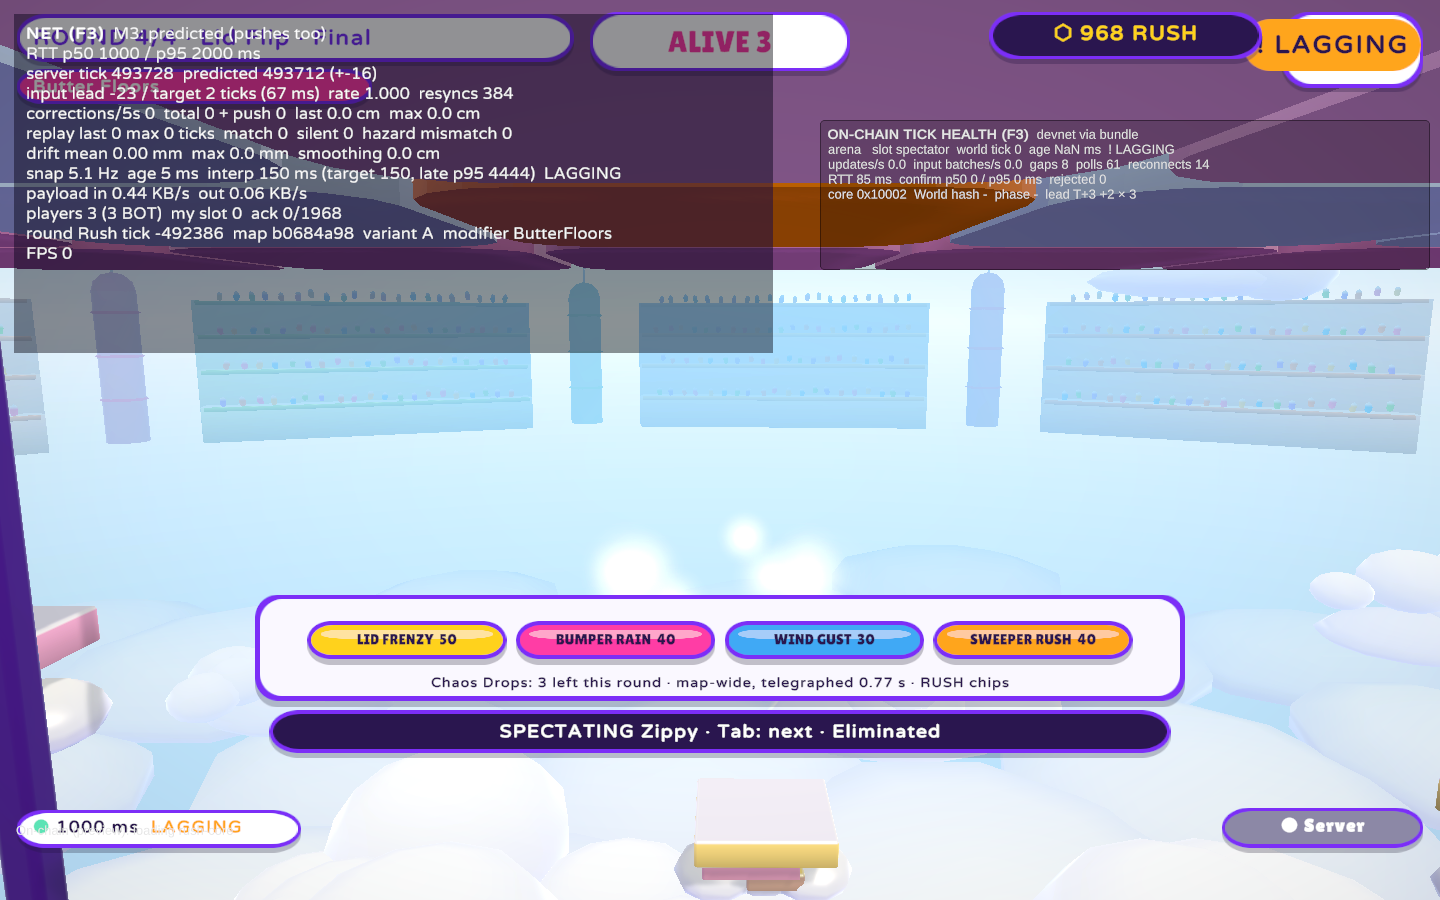 NET (F3) M3: predicted (pushes too)
ROUND 4/4 · Lid Flip · Final
RTT p50 1000 / p95 2000 ms
server tick 493728 predicted 493712 (+-16)
Butter Floors
input lead -23 / target 2 ticks (67 ms) rate 1.000 resyncs 384
corrections/5s 0 total 0 + push 0 last 0.0 cm max 0.0 cm
replay last 0 max 0 ticks match 0 silent 0 hazard mismatch 0
drift mean 0.00 mm max 0.0 mm smoothing 0.0 cm
snap 5.1 Hz age 5 ms interp 150 ms (target 150, late p95 4444) LAGGING
payload in 0.44 KB/s out 0.06 KB/s
players 3 (3 BOT) my slot 0 ack 0/1968
round Rush tick -492386 map b0684a98 variant A modifier ButterFloors
FPS 0
ALIVE 3
968 RUSH
! LAGGING
ON-CHAIN TICK HEALTH (F3) devnet via bundle
arena slot spectator world tick 0 age NaN ms ! LAGGING
updates/s 0.0 input batches/s 0.0 gaps 8 polls 61 reconnects 14
RTT 85 ms confirm p50 0 / p95 0 ms rejected 0
core 0x10002 World hash - phase - lead T+3 +2 × 3
LID FRENZY 50
BUMPER RAIN 40
WIND GUST 30
SWEEPER RUSH 40
Chaos Drops: 3 left this round · map-wide, telegraphed 0.77 s · RUSH chips
SPECTATING Zippy · Tab: next · Eliminated
1000 ms LAGGING
Server